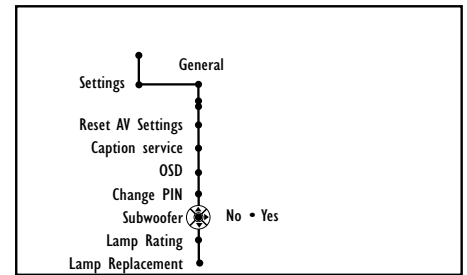 General
Settings
Reset AV Settings
Caption service
OSD
Change PIN
Subwoofer No • Yes
Lamp Rating
Lamp Replacement